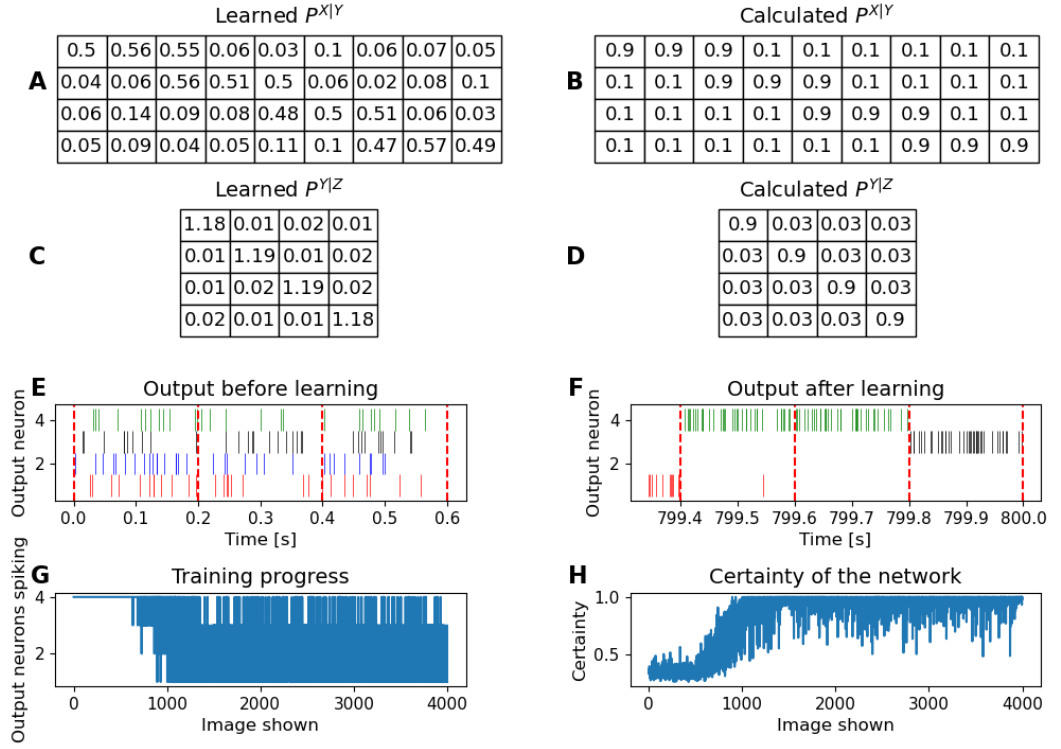 Learned P^{X|Y}
A
0.5 0.56 0.55 0.06 0.03 0.1 0.06 0.07 0.05
0.04 0.06 0.56 0.51 0.5 0.06 0.02 0.08 0.1
0.06 0.14 0.09 0.08 0.48 0.5 0.51 0.06 0.03
0.05 0.09 0.04 0.05 0.11 0.1 0.47 0.57 0.49
Calculated P^{X|Y}
B
0.9 0.9 0.9 0.1 0.1 0.1 0.1 0.1 0.1
0.1 0.1 0.9 0.9 0.9 0.1 0.1 0.1 0.1
0.1 0.1 0.1 0.1 0.9 0.9 0.9 0.1 0.1
0.1 0.1 0.1 0.1 0.1 0.1 0.9 0.9 0.9
Learned P^{Y|Z}
C
1.18 0.01 0.02 0.01
0.01 1.19 0.01 0.02
0.01 0.02 1.19 0.02
0.02 0.01 0.01 1.18
Calculated P^{Y|Z}
D
0.9 0.03 0.03 0.03
0.03 0.9 0.03 0.03
0.03 0.03 0.9 0.03
0.03 0.03 0.03 0.9
E
Output before learning
Output neuron
4
2
0.0 0.2 0.3 0.4 0.5 0.6
0.1
Time [s]
F
Output after learning
Output neuron
4
2
799.4 799.5 799.6 799.7 799.8 799.9 800.0
Time [s]
G
Training progress
Output neurons spiking
4
2
0 1000 2000 3000 4000
Image shown
H
Certainty of the network
Certainty
1.0
0.5
0 1000 2000 3000 4000
Image shown